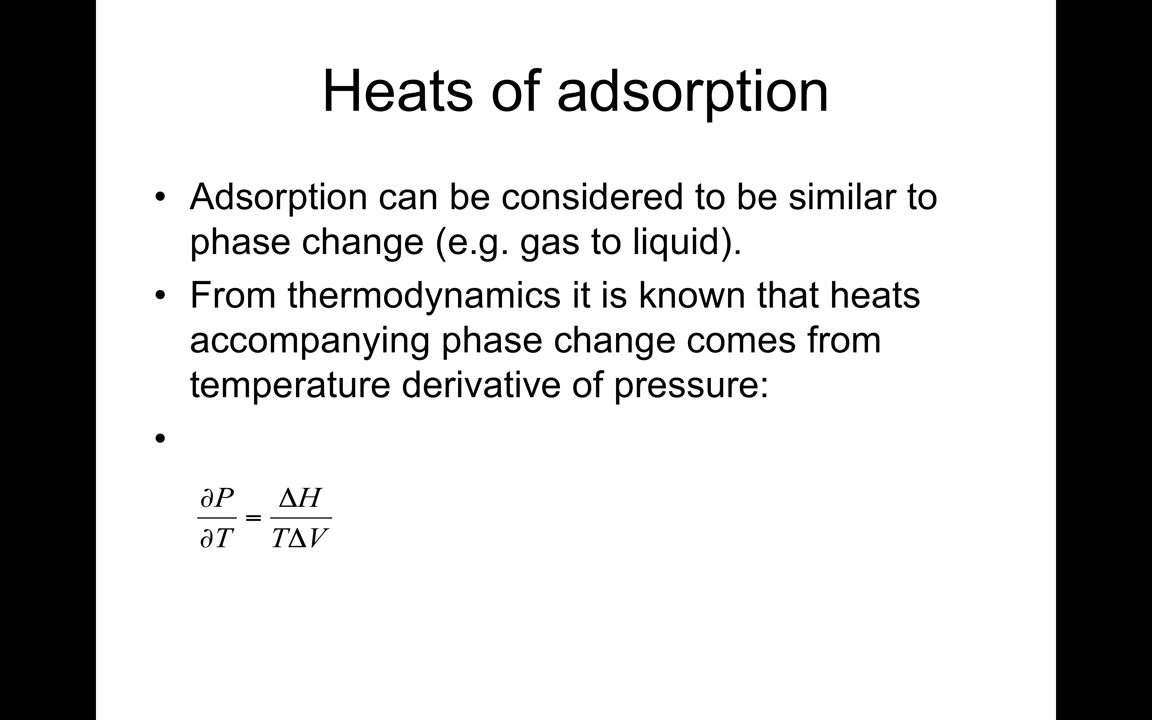 Heats of adsorption
• Adsorption can be considered to be similar to
phase change (e.g. gas to liquid).
• From thermodynamics it is known that heats
accompanying phase change comes from
temperature derivative of pressure:
•
∂P/∂T = ΔH/TΔV